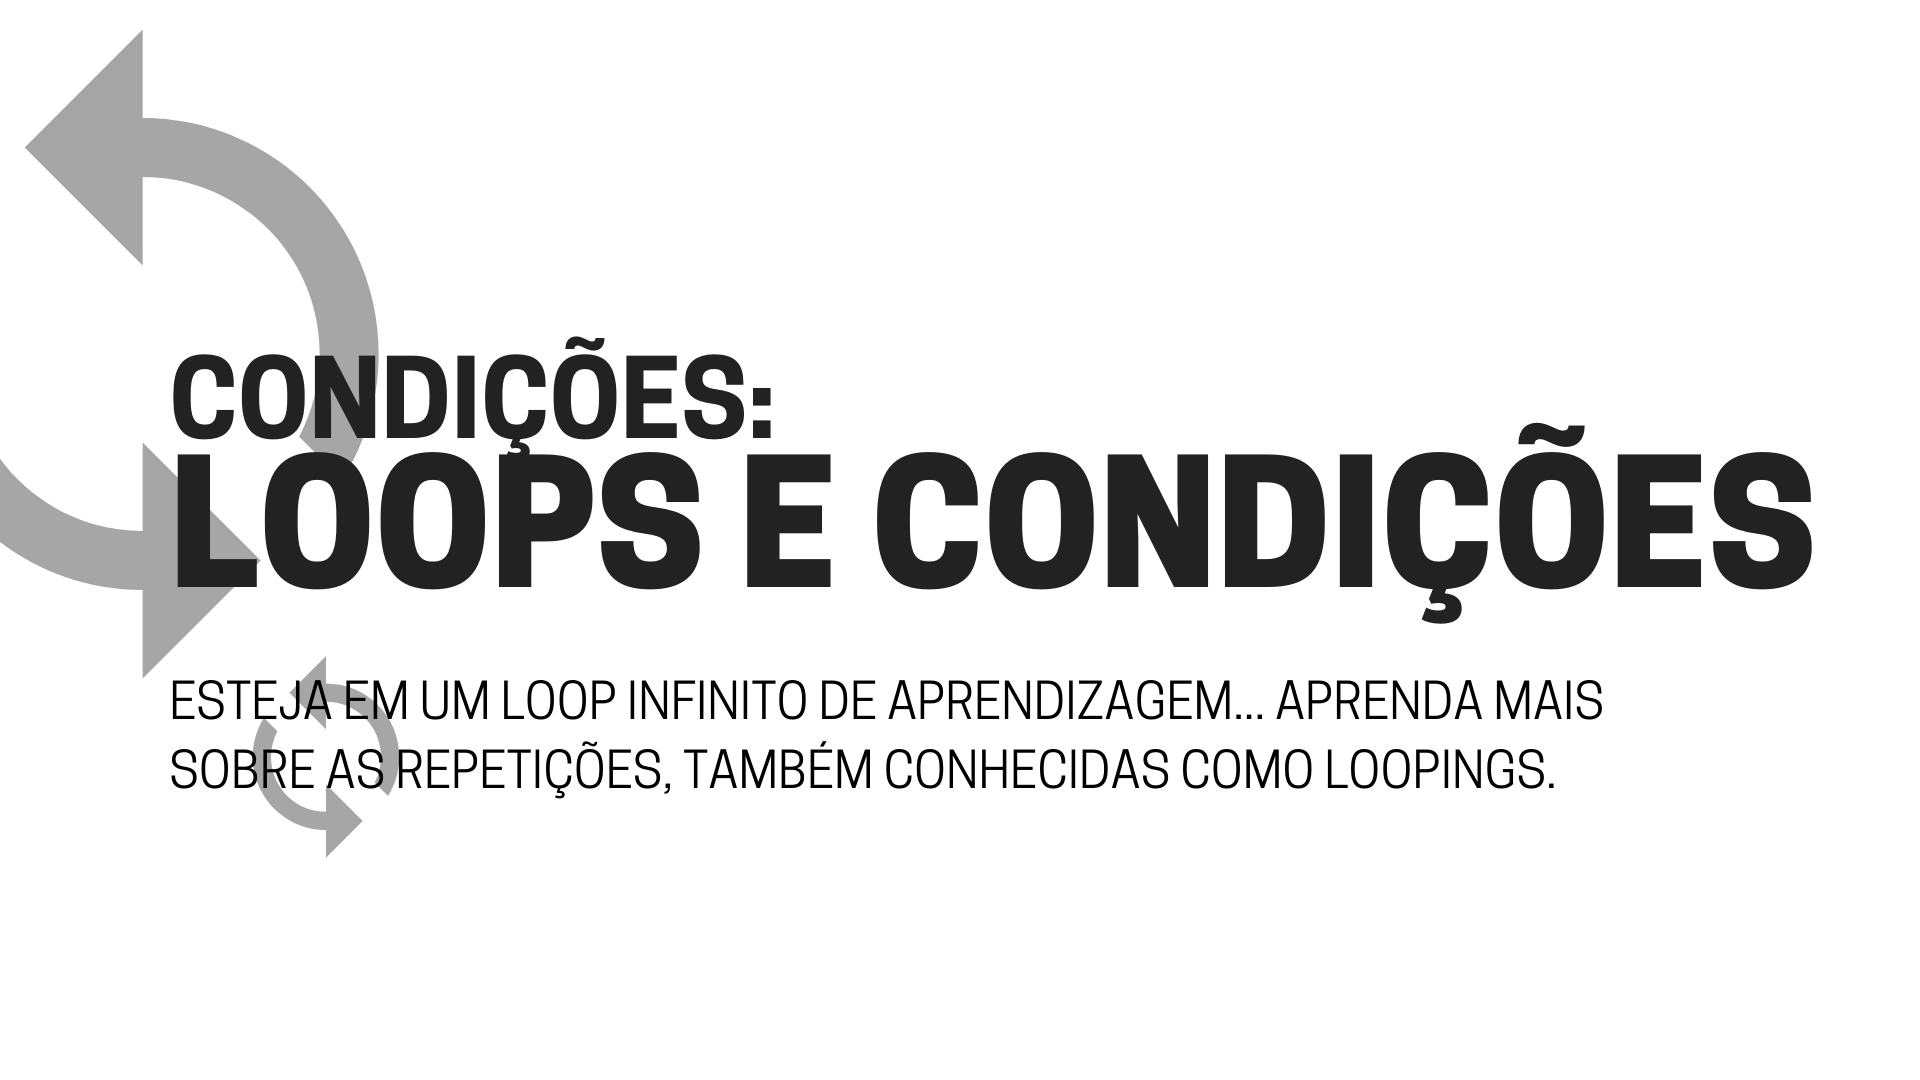 CONDIÇÕES:
LOOPS E CONDIÇÕES
ESTEJA EM UM LOOP INFINITO DE APRENDIZAGEM... APRENDA MAIS
SOBRE AS REPETIÇÕES, TAMBÉM CONHECIDAS COMO LOOPINGS.